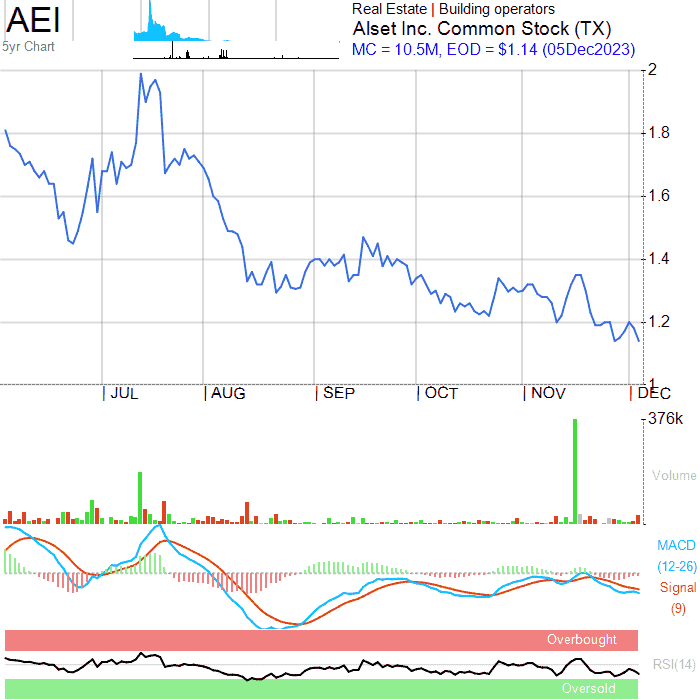 AEI
5yr Chart
Real Estate | Building operators
Alset Inc. Common Stock (TX)
MC = 10.5M, EOD = $1.14 (05Dec2023)
2
1.8
1.6
1.4
1.2
1
| JUL | AUG | SEP | OCT | NOV | DEC
376k
Volume
MACD
(12-26)
Signal
(9)
Overbought
RSI(14)
Oversold